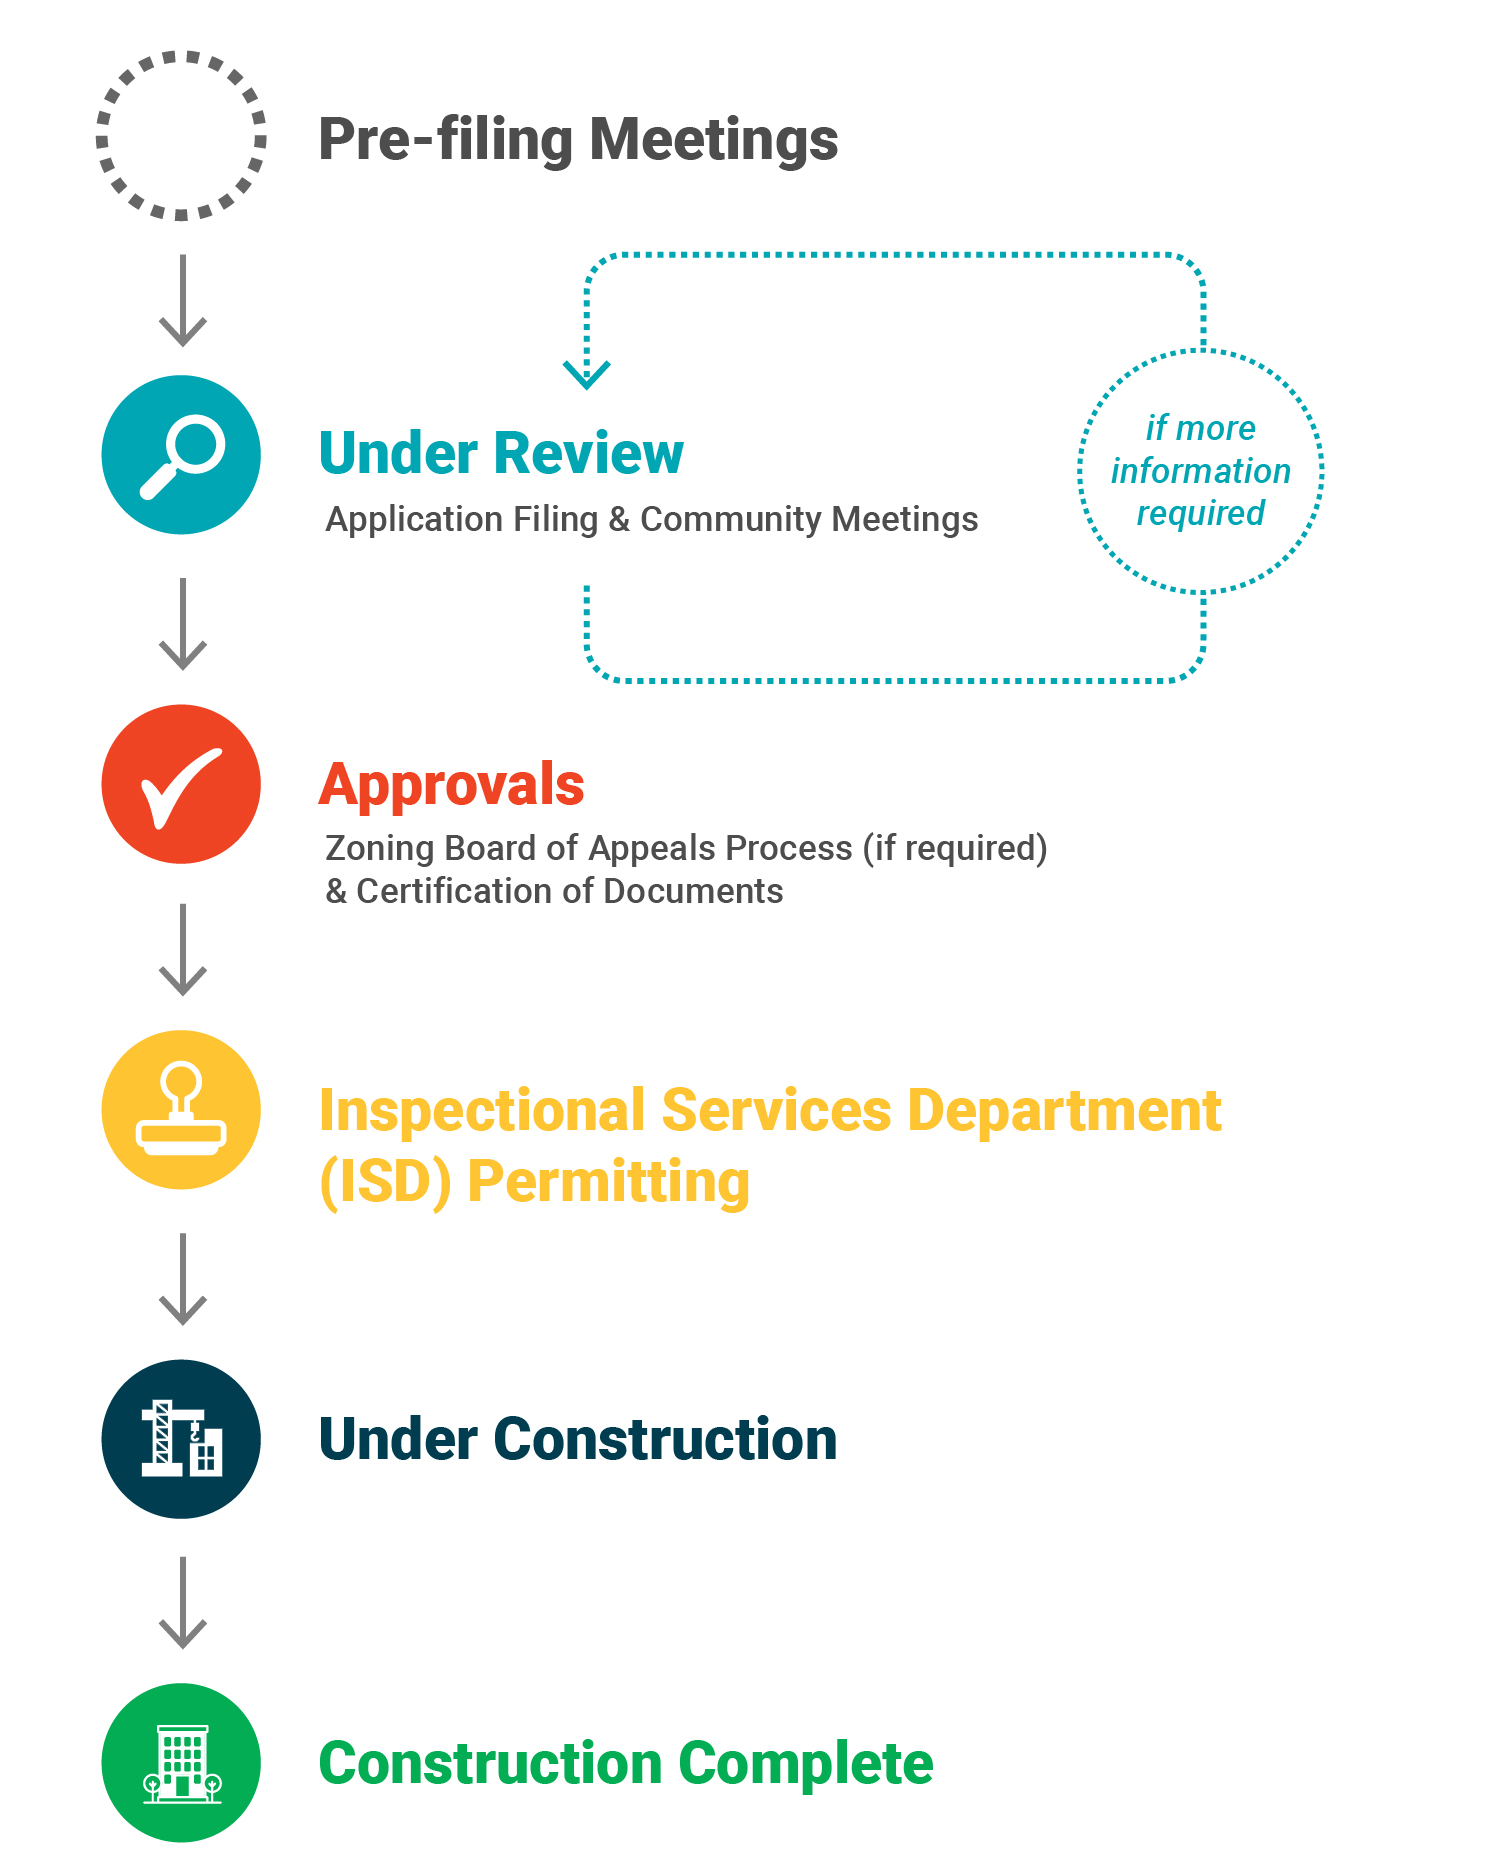 Pre-filing Meetings
if more
information
required
Under Review
Application Filing & Community Meetings
Approvals
Zoning Board of Appeals Process (if required)
& Certification of Documents
Inspectional Services Department
(ISD) Permitting
Under Construction
Construction Complete